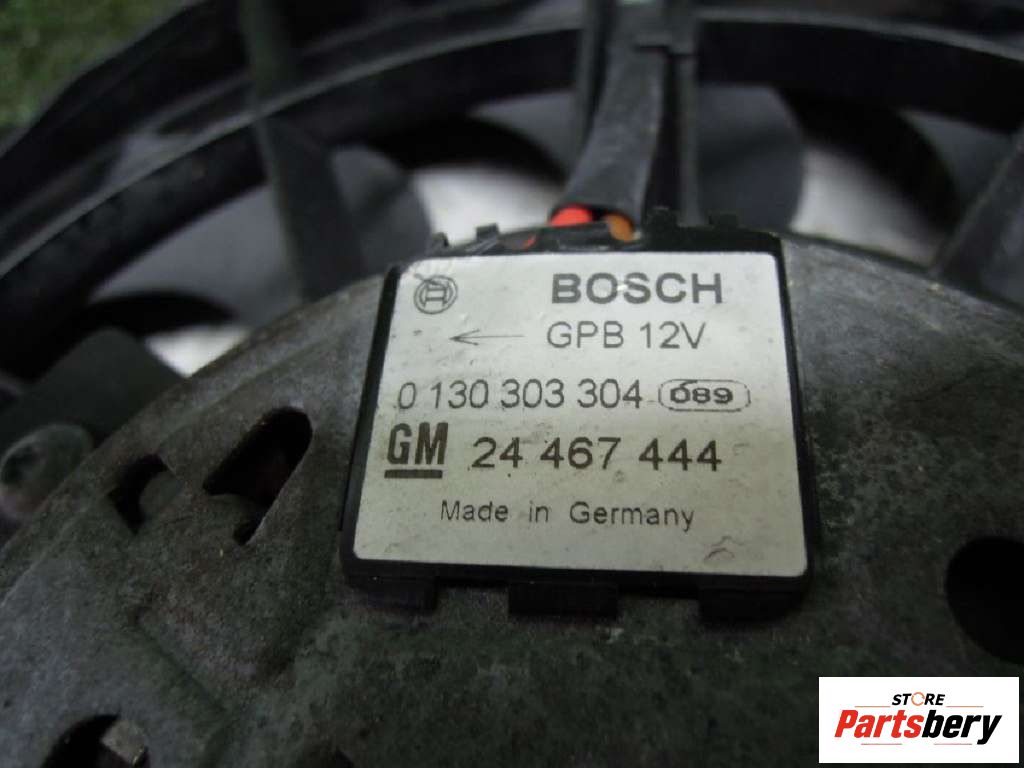 BOSCH
← GPB 12V
0 130 303 304 089
GM 24 467 444
Made in Germany
STORE
Partsbery